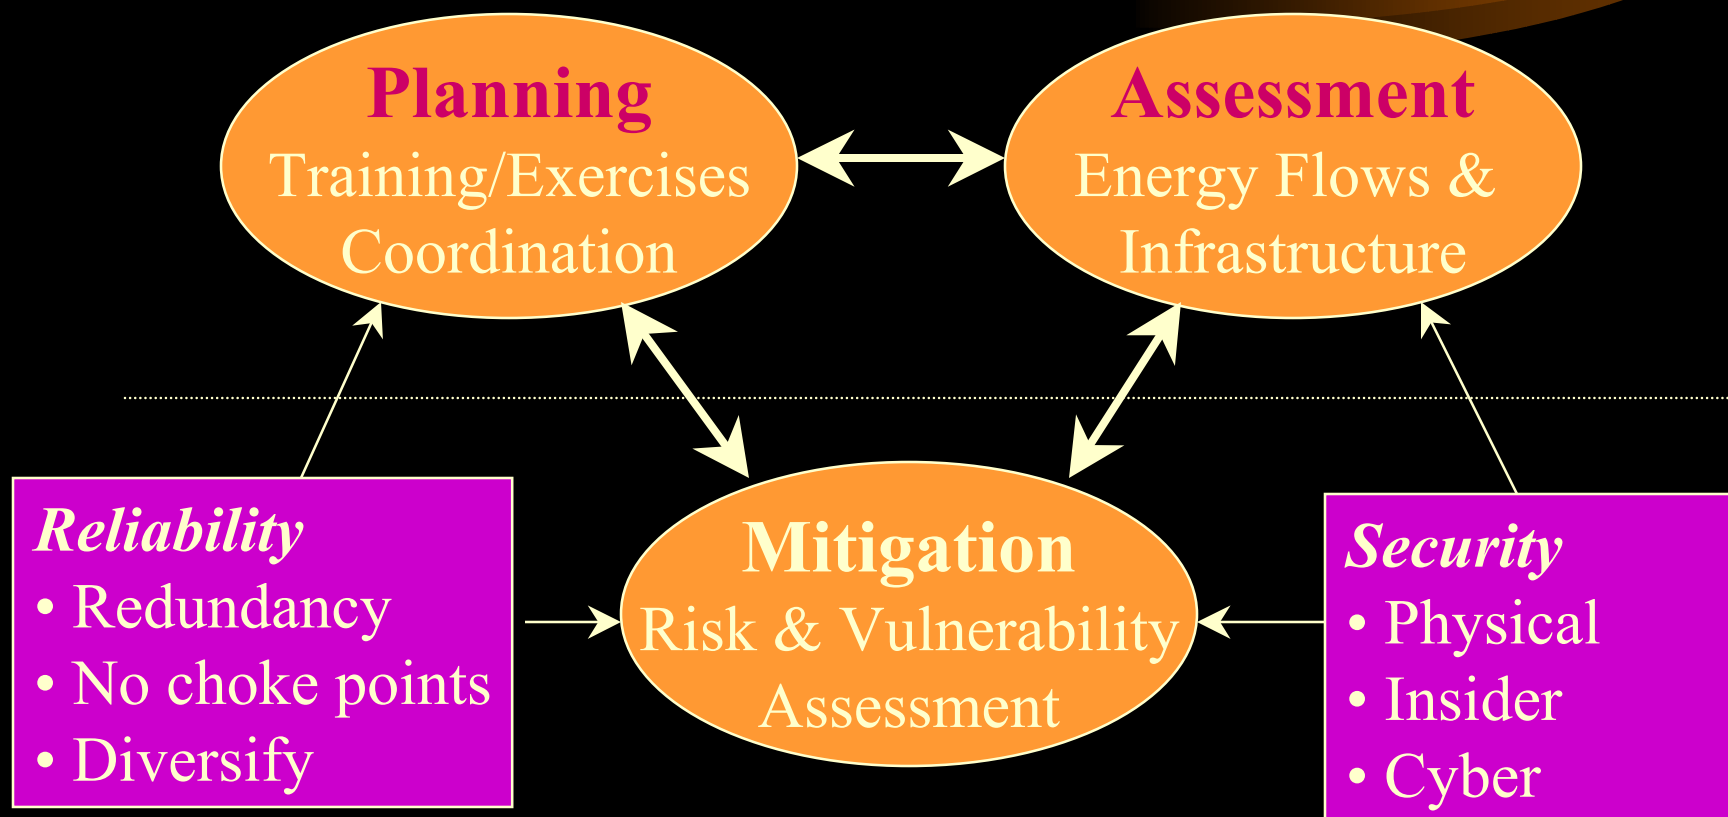 Planning
Training/Exercises
Coordination
Assessment
Energy Flows &
Infrastructure
Reliability
• Redundancy
• No choke points
• Diversify
Mitigation
Risk & Vulnerability
Assessment
Security
• Physical
• Insider
• Cyber